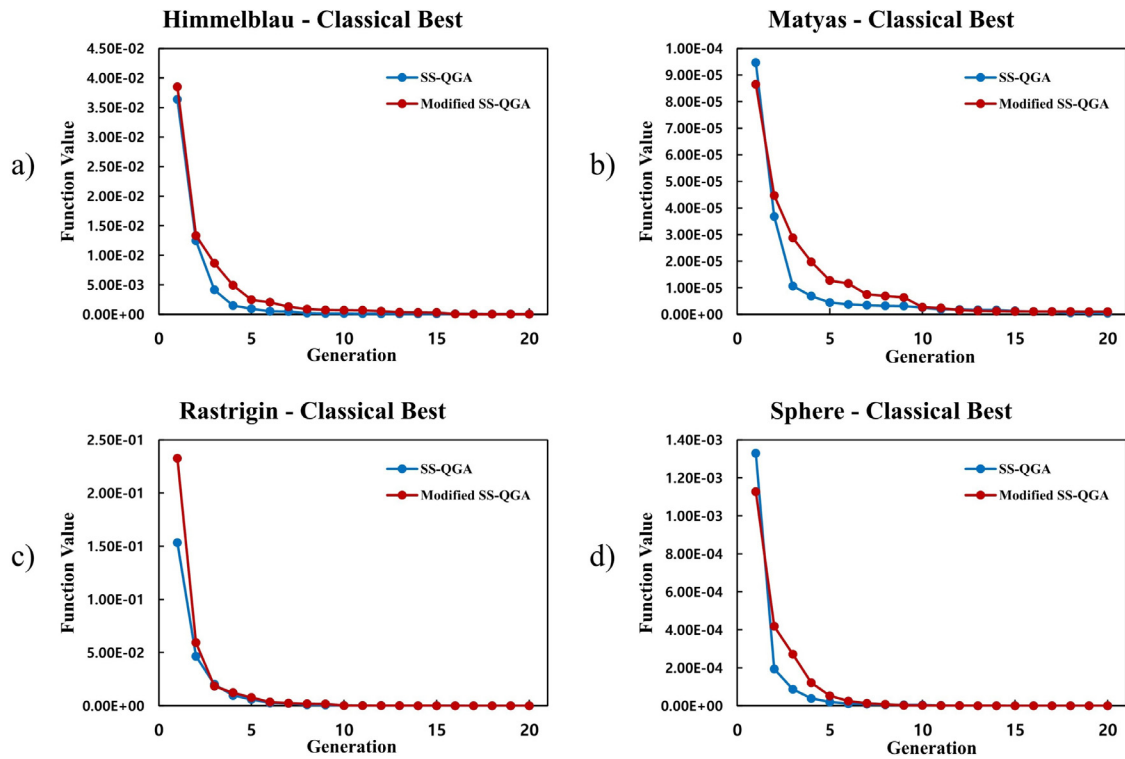 a)
Himmelblau - Classical Best
Function Value
4.50E-02
4.00E-02
3.50E-02
3.00E-02
2.50E-02
2.00E-02
1.50E-02
1.00E-02
5.00E-03
0.00E+00
SS-QGA
Modified SS-QGA
0 5 10 15 20
Generation
b)
Matyas - Classical Best
Function Value
1.00E-04
9.00E-05
8.00E-05
7.00E-05
6.00E-05
5.00E-05
4.00E-05
3.00E-05
2.00E-05
1.00E-05
0.00E+00
SS-QGA
Modified SS-QGA
0 5 10 15 20
Generation
c)
Rastrigin - Classical Best
Function Value
2.50E-01
2.00E-01
1.50E-01
1.00E-01
5.00E-02
0.00E+00
SS-QGA
Modified SS-QGA
0 5 10 15 20
Generation
d)
Sphere - Classical Best
Function Value
1.40E-03
1.20E-03
1.00E-03
8.00E-04
6.00E-04
4.00E-04
2.00E-04
0.00E+00
SS-QGA
Modified SS-QGA
0 5 10 15 20
Generation